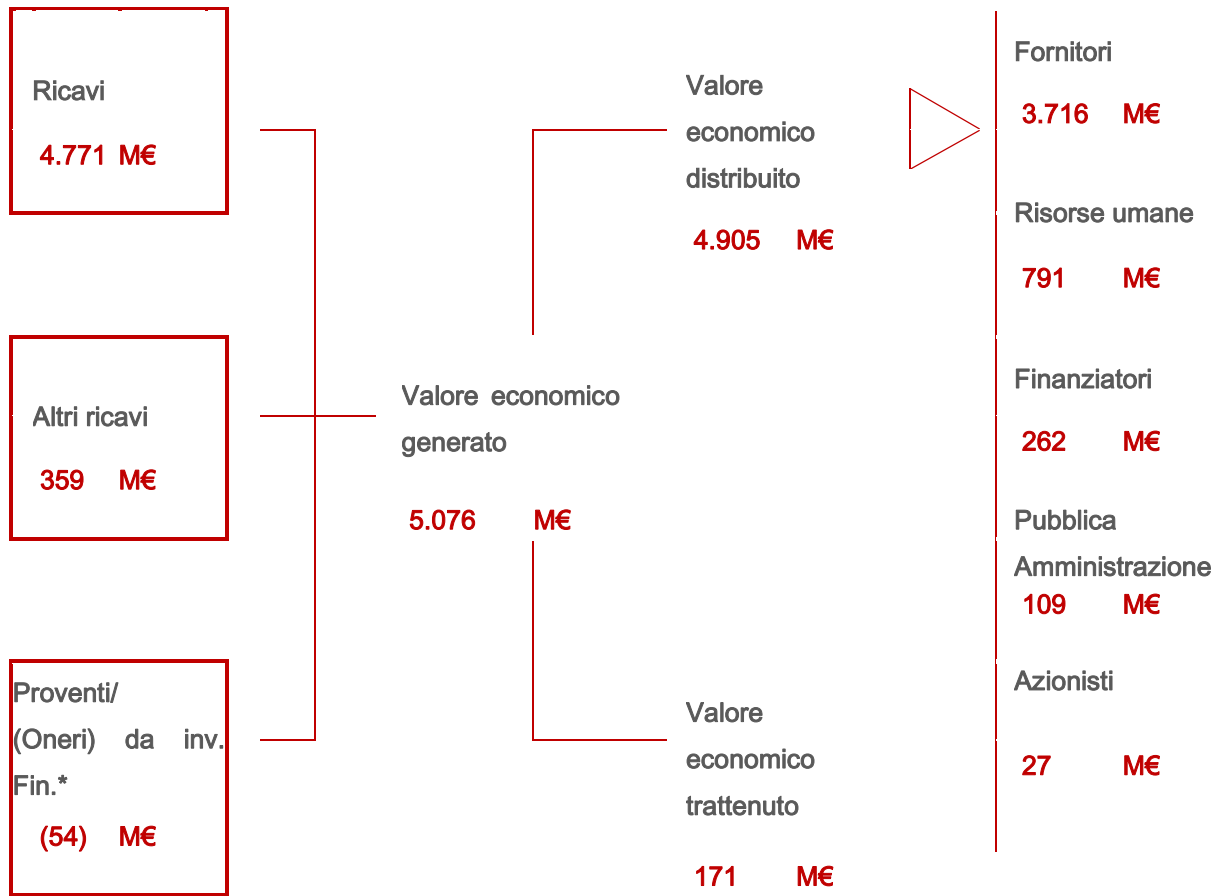 Ricavi
4.771 M€
Altri ricavi
359 M€
Proventi/
(Oneri) da inv.
Fin.*
(54) M€
Valore economico
generato
5.076 M€
Valore
economico
distribuito
4.905 M€
Valore
economico
trattenuto
171 M€
Fornitori
3.716 M€
Risorse umane
791 M€
Finanziatori
262 M€
Pubblica
Amministrazione
109 M€
Azionisti
27 M€